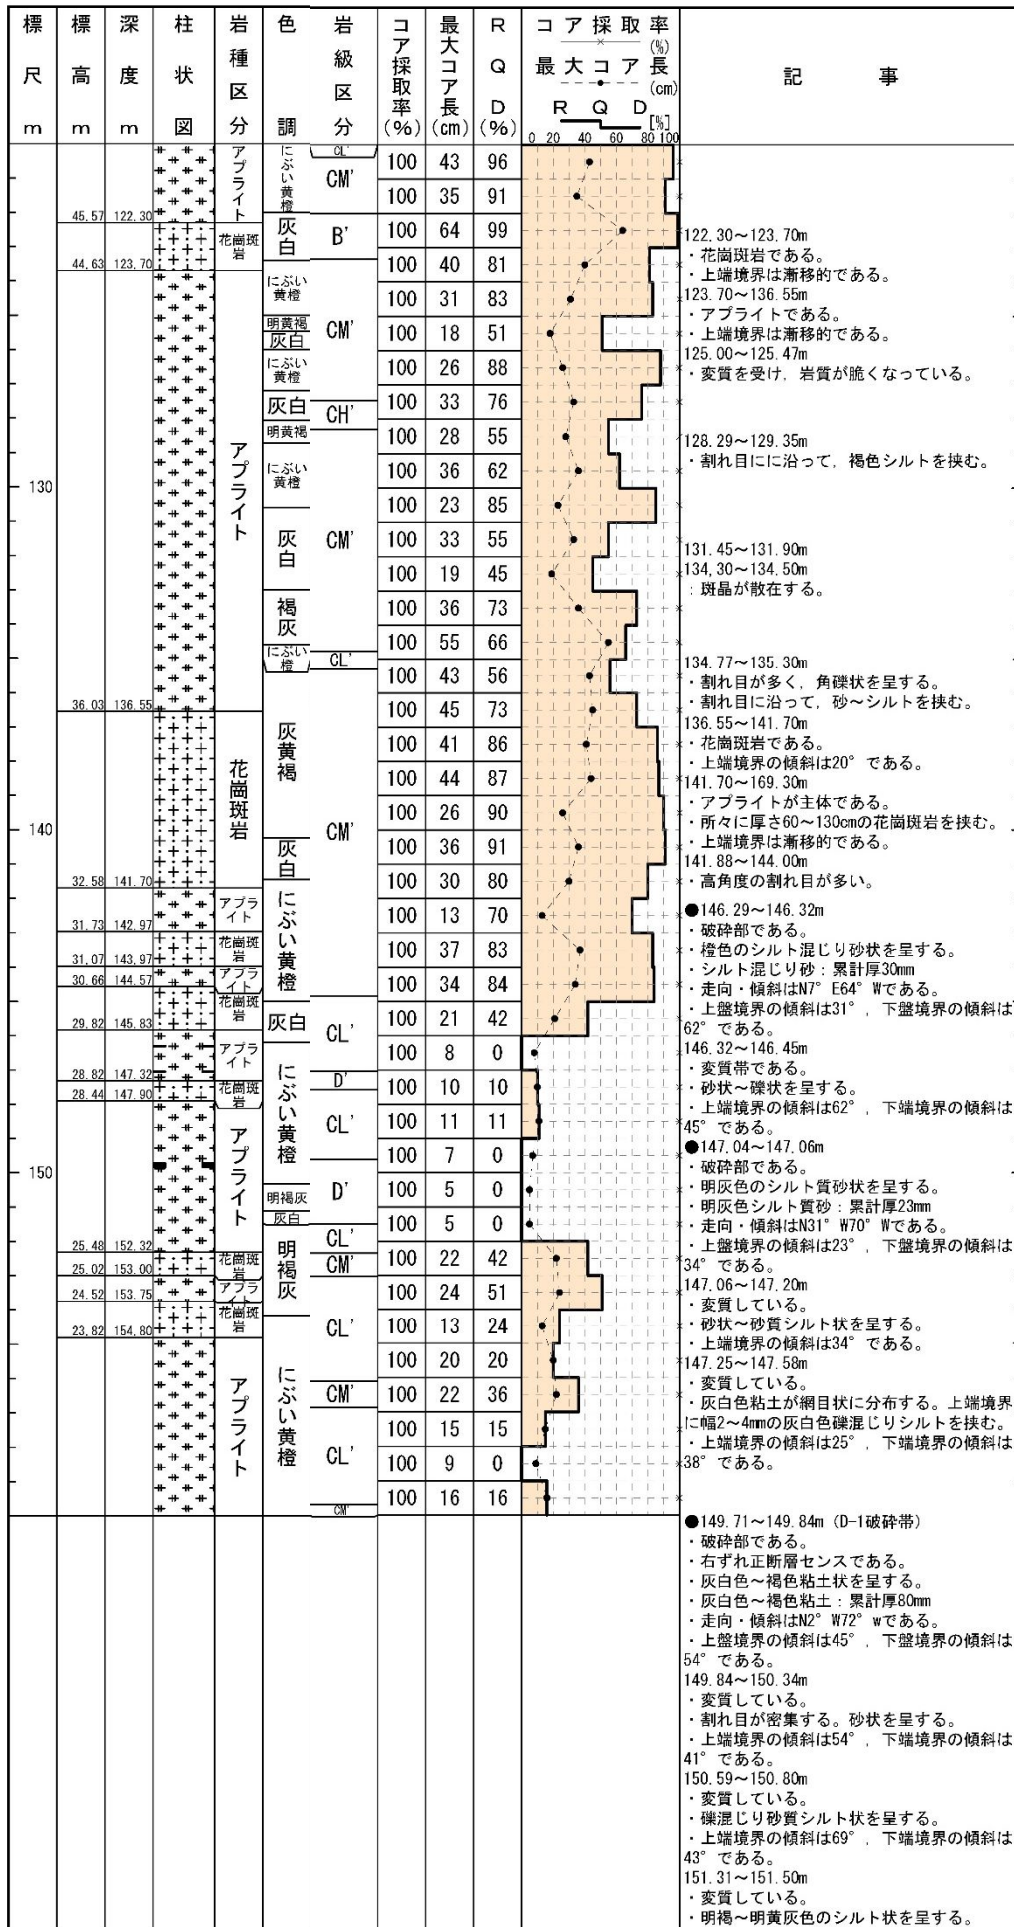 標尺m
標高m
深度m
柱状図
岩種区分
色調
岩級区分
コア採取率(%)
最大コア長(cm)
RQD(%)
コア採取率(%)
最大コア長(cm)
RQD[%]
0 20 40 60 80 100
記事
130
140
150
45.57 122.30
44.63 123.70
36.03 136.55
32.58 141.70
31.73 142.97
31.07 143.97
30.66 144.57
29.82 145.83
28.82 147.32
28.44 147.90
25.48 152.32
25.02 153.00
24.52 153.75
23.82 154.80
アプライト
花崗斑岩
アプライト
花崗斑岩
アプライト
花崗斑岩
アプライト
花崗斑岩
アプライト
花崗斑岩
アプライト
花崗斑岩
アプライト
花崗斑岩
アプライト
にぶい黄橙
灰白
にぶい黄橙
明黄褐
灰白
にぶい黄橙
灰白
明黄褐
にぶい黄橙
灰白
褐灰
にぶい橙
灰黄褐
灰白
にぶい黄橙
灰白
にぶい黄橙
明褐灰
灰白
明褐灰
にぶい黄橙
CL'
CM'
B'
CM'
CH'
CM'
CL'
CM'
CL'
D'
CL'
D'
CL'
CM'
CL'
CM'
CL'
CM'
100 43 96
100 35 91
100 64 99
100 40 81
100 31 83
100 18 51
100 26 88
100 33 76
100 28 55
100 36 62
100 23 85
100 33 55
100 19 45
100 36 73
100 55 66
100 43 56
100 45 73
100 41 86
100 44 87
100 26 90
100 36 91
100 30 80
100 13 70
100 37 83
100 34 84
100 21 42
100 8 0
100 10 10
100 11 11
100 7 0
100 5 0
100 5 0
100 22 42
100 24 51
100 13 24
100 20 20
100 22 36
100 15 15
100 9 0
100 16 16
122.30～123.70m
・花崗斑岩である。
・上端境界は漸移的である。
123.70～136.55m
・アプライトである。
・上端境界は漸移的である。
125.00～125.47m
・変質を受け，岩質が脆くなっている。
128.29～129.35m
・割れ目にに沿って，褐色シルトを挟む。
131.45～131.90m
134,30～134.50m
：斑晶が散在する。
134.77～135.30m
・割れ目が多く，角礫状を呈する。
・割れ目に沿って，砂～シルトを挟む。
136.55～141.70m
・花崗斑岩である。
・上端境界の傾斜は20°である。
141.70～169.30m
・アプライトが主体である。
・所々に厚さ60～130cmの花崗斑岩を挟む。
・上端境界は漸移的である。
141.88～144.00m
・高角度の割れ目が多い。
●146.29～146.32m
・破砕部である。
・橙色のシルト混じり砂状を呈する。
・シルト混じり砂：累計厚30mm
・走向・傾斜はN7°E64°Wである。
・上盤境界の傾斜は31°，下盤境界の傾斜は
62°である。
146.32～146.45m
・変質帯である。
・砂状～礫状を呈する。
・上端境界の傾斜は62°，下端境界の傾斜は
45°である。
●147.04～147.06m
・破砕部である。
・明灰色のシルト質砂状を呈する。
・明灰色シルト質砂：累計厚23mm
・走向・傾斜はN31°W70°Wである。
・上盤境界の傾斜は23°，下盤境界の傾斜は
34°である。
147.06～147.20m
・変質している。
・砂状～砂質シルト状を呈する。
・上端境界の傾斜は34°である。
147.25～147.58m
・変質している。
・灰白色粘土が網目状に分布する。上端境界
に幅2～4mmの灰白色礫混じりシルトを挟む。
・上端境界の傾斜は25°，下端境界の傾斜は
38°である。
●149.71～149.84m (D-1破砕帯)
・破砕部である。
・右ずれ正断層センスである。
・灰白色～褐色粘土状を呈する。
・灰白色～褐色粘土：累計厚80mm
・走向・傾斜はN2°W72°wである。
・上盤境界の傾斜は45°，下盤境界の傾斜は
54°である。
149.84～150.34m
・変質している。
・割れ目が密集する。砂状を呈する。
・上端境界の傾斜は54°，下端境界の傾斜は
41°である。
150.59～150.80m
・変質している。
・礫混じり砂質シルト状を呈する。
・上端境界の傾斜は69°，下端境界の傾斜は
43°である。
151.31～151.50m
・変質している。
・明褐～明黄灰色のシルト状を呈する。